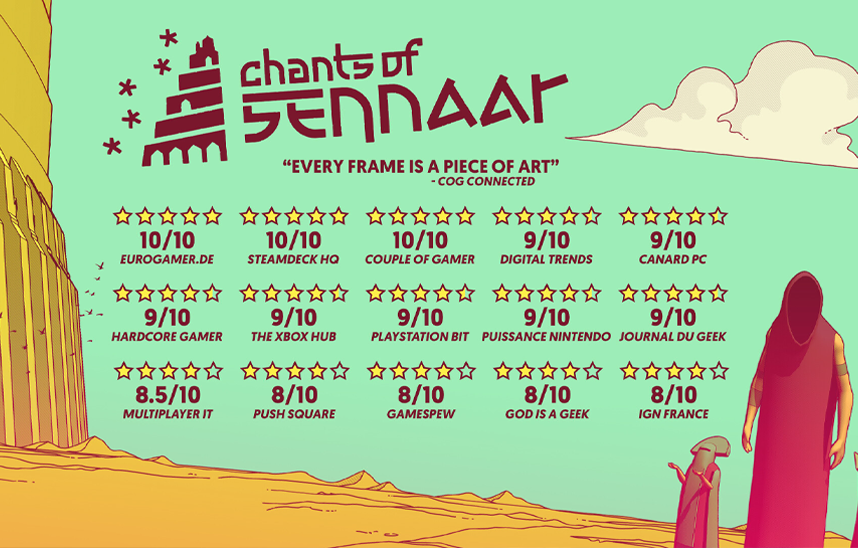 chants of
sennaar
“EVERY FRAME IS A PIECE OF ART”
- COG CONNECTED
10/10 10/10 10/10 9/10 9/10
EUROGAMER.DE STEAMDECK HQ COUPLE OF GAMER DIGITAL TRENDS CANARD PC
9/10 9/10 9/10 9/10 9/10
HARDCORE GAMER THE XBOX HUB PLAYSTATION BIT PUISSANCE NINTENDO JOURNAL DU GEEK
8.5/10 8/10 8/10 8/10 8/10
MULTIPLAYER IT PUSH SQUARE GAMESPEW GOD IS A GEEK IGN FRANCE